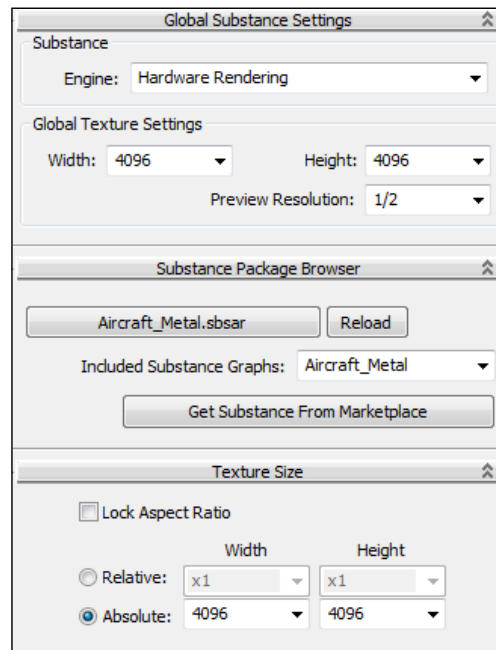 Global Substance Settings
Substance
Engine: Hardware Rendering
Global Texture Settings
Width: 4096 Height: 4096
Preview Resolution: 1/2
Substance Package Browser
Aircraft_Metal.sbsar Reload
Included Substance Graphs: Aircraft_Metal
Get Substance From Marketplace
Texture Size
Lock Aspect Ratio
Width Height
Relative: x1 x1
Absolute: 4096 4096